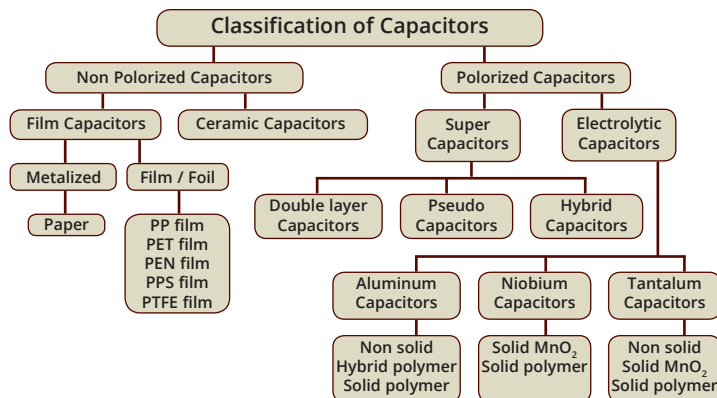 Classification of Capacitors
Non Polorized Capacitors
Polorized Capacitors
Film Capacitors
Ceramic Capacitors
Super
Capacitors
Electrolytic
Capacitors
Metalized
Film / Foil
Paper
PP film
PET film
PEN film
PPS film
PTFE film
Double layer
Capacitors
Pseudo
Capacitors
Hybrid
Capacitors
Aluminum
Capacitors
Niobium
Capacitors
Tantalum
Capacitors
Non solid
Hybrid polymer
Solid polymer
Solid MnO₂
Solid polymer
Non solid
Solid MnO₂
Solid polymer